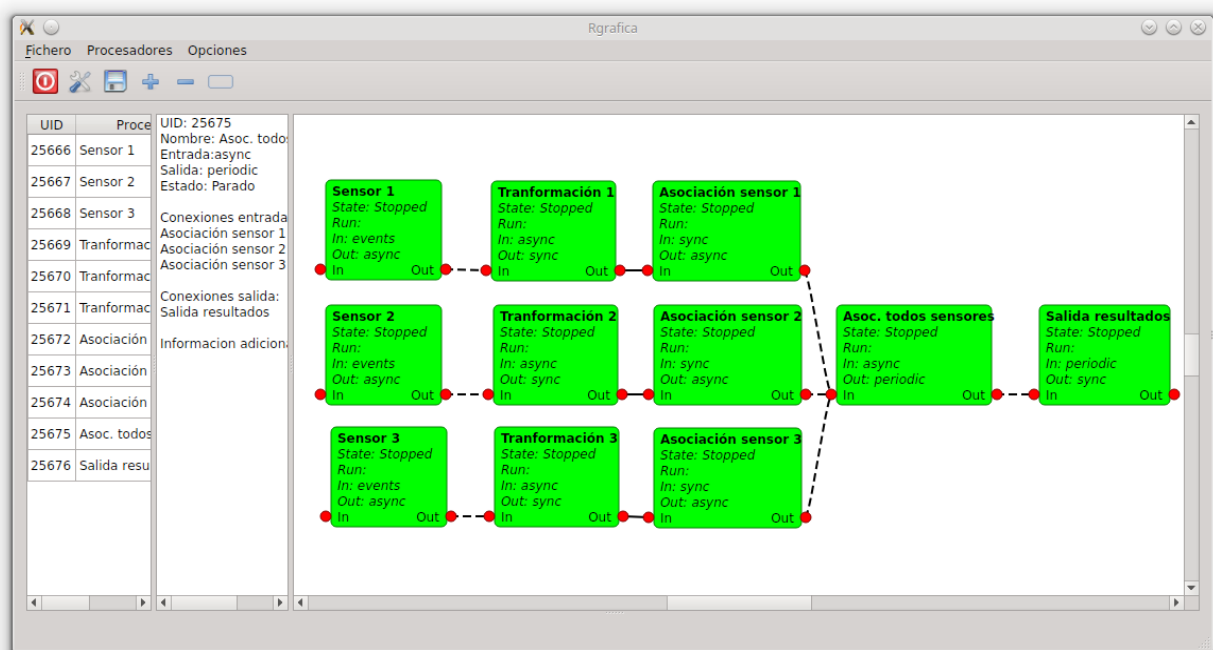 Rgrafica
Fichero Procesadores Opciones
UID Proce
25666 Sensor 1
25667 Sensor 2
25668 Sensor 3
25669 Tranformac
25670 Tranformac
25671 Tranformac
25672 Asociación
25673 Asociación
25674 Asociación
25675 Asoc. todos
25676 Salida resu
UID: 25675
Nombre: Asoc. todo
Entrada:async
Salida: periodic
Estado: Parado
Conexiones entrada
Asociación sensor 1
Asociación sensor 2
Asociación sensor 3
Conexiones salida:
Salida resultados
Informacion adicion
Sensor 1
State: Stopped
Run:
In: events
Out: async
In Out
Tranformación 1
State: Stopped
Run:
In: async
Out: sync
In Out
Asociación sensor 1
State: Stopped
Run:
In: sync
Out: async
In Out
Sensor 2
State: Stopped
Run:
In: events
Out: async
In Out
Tranformación 2
State: Stopped
Run:
In: async
Out: sync
In Out
Asociación sensor 2
State: Stopped
Run:
In: sync
Out: async
In Out
Asoc. todos sensores
State: Stopped
Run:
In: async
Out: periodic
In Out
Salida resultados
State: Stopped
Run:
In: periodic
Out: sync
In Out
Sensor 3
State: Stopped
Run:
In: events
Out: async
In Out
Tranformación 3
State: Stopped
Run:
In: async
Out: sync
In Out
Asociación sensor 3
State: Stopped
Run:
In: sync
Out: async
In Out